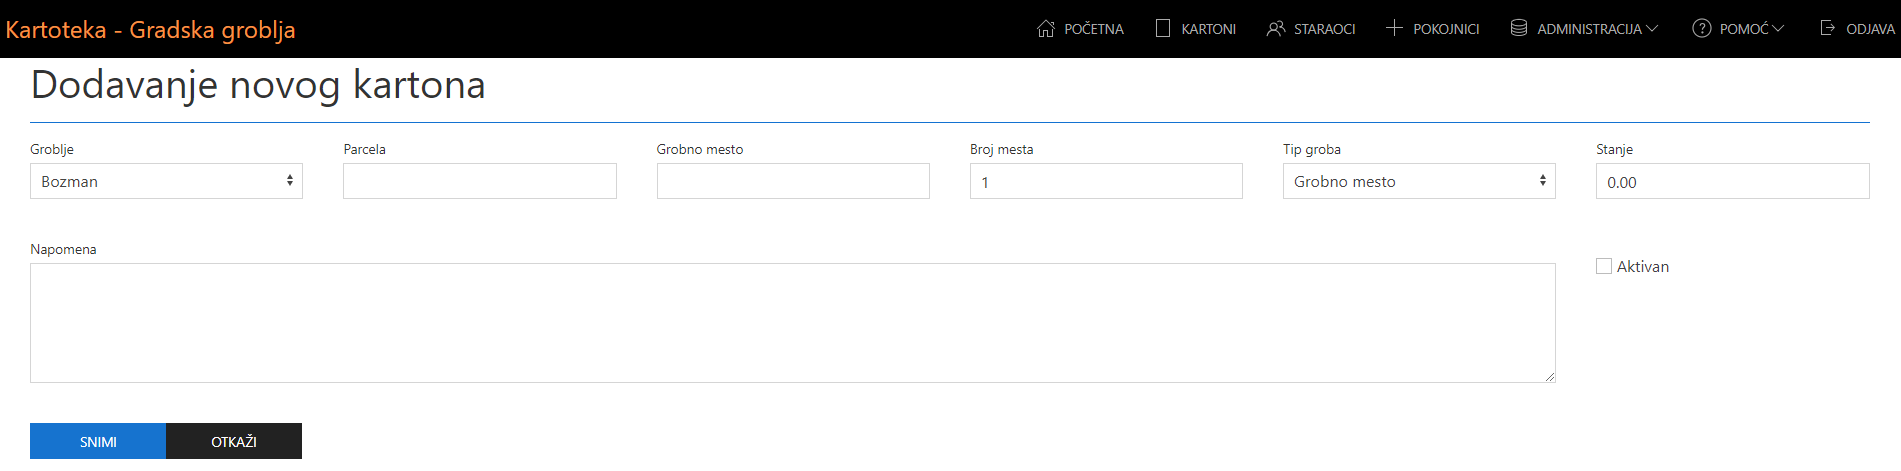 Kartoteka - Gradska groblja POČETNA KARTONI STARAOCI POKOJNICI ADMINISTRACIJA POMOĆ ODJAVA
Dodavanje novog kartona
Groblje Parcela Grobno mesto Broj mesta Tip groba Stanje
Bozman 1 Grobno mesto 0.00
Napomena
Aktivan
SNIMI OTKAŽI